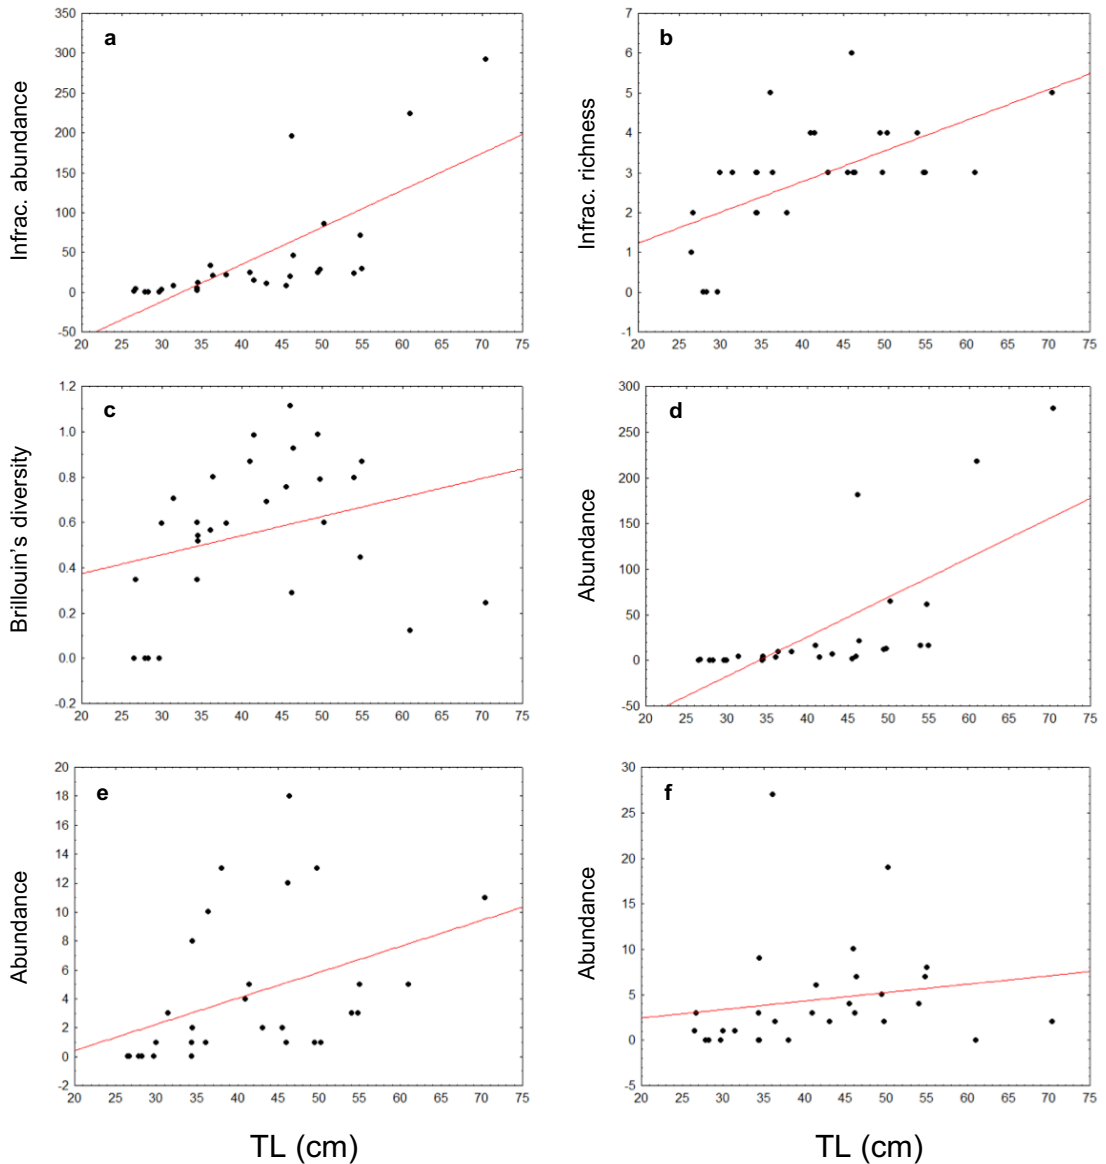 a
Infrac. abundance
350
300
250
200
150
100
50
0
-50
20 25 30 35 40 45 50 55 60 65 70 75
b
Infrac. richness
7
6
5
4
3
2
1
0
-1
20 25 30 35 40 45 50 55 60 65 70 75
c
Brillouin's diversity
1.2
1.0
0.8
0.6
0.4
0.2
0.0
-0.2
20 25 30 35 40 45 50 55 60 65 70 75
d
Abundance
300
250
200
150
100
50
0
-50
20 25 30 35 40 45 50 55 60 65 70 75
e
Abundance
20
18
16
14
12
10
8
6
4
2
0
-2
20 25 30 35 40 45 50 55 60 65 70 75
f
Abundance
30
25
20
15
10
5
0
-5
20 25 30 35 40 45 50 55 60 65 70 75
TL (cm)
TL (cm)